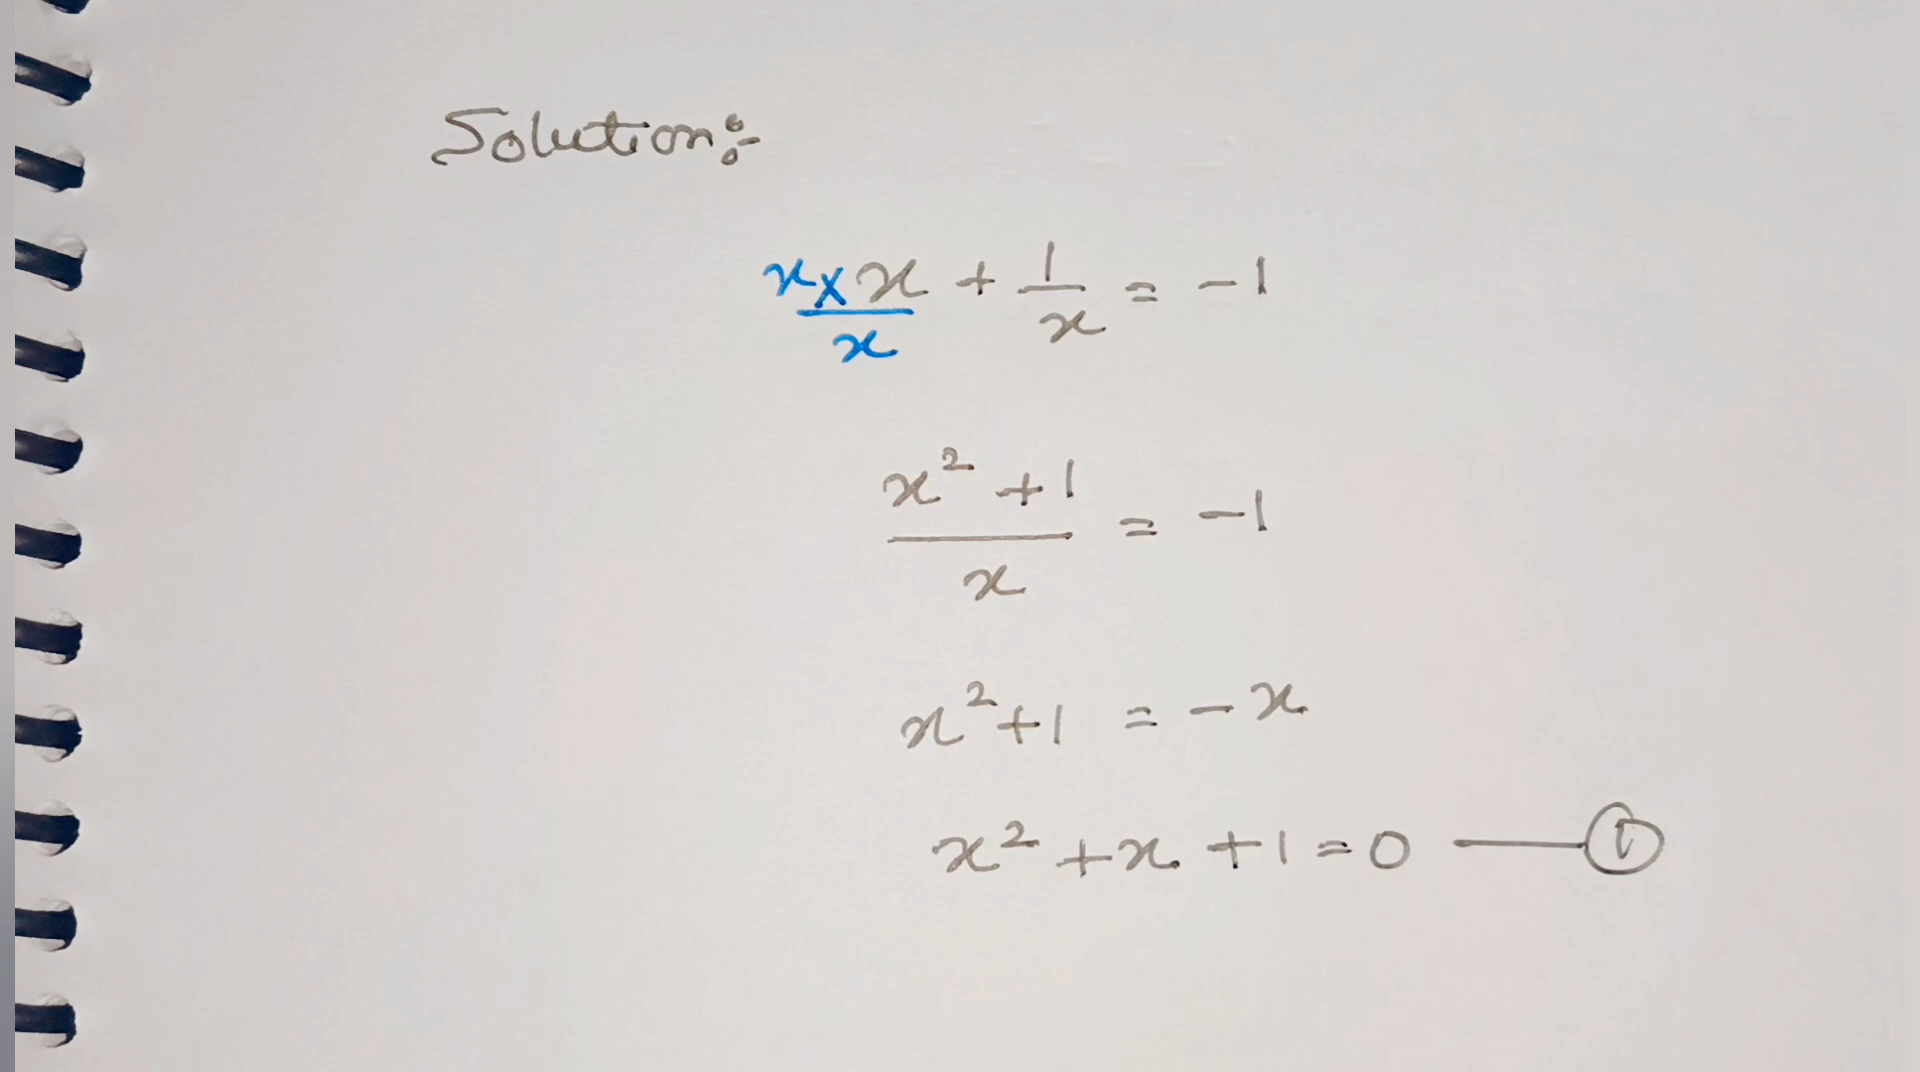 Solution:-
x × x / x + 1 / x = -1
x² + 1 / x = -1
x² + 1 = -x
x² + x + 1 = 0 — ①